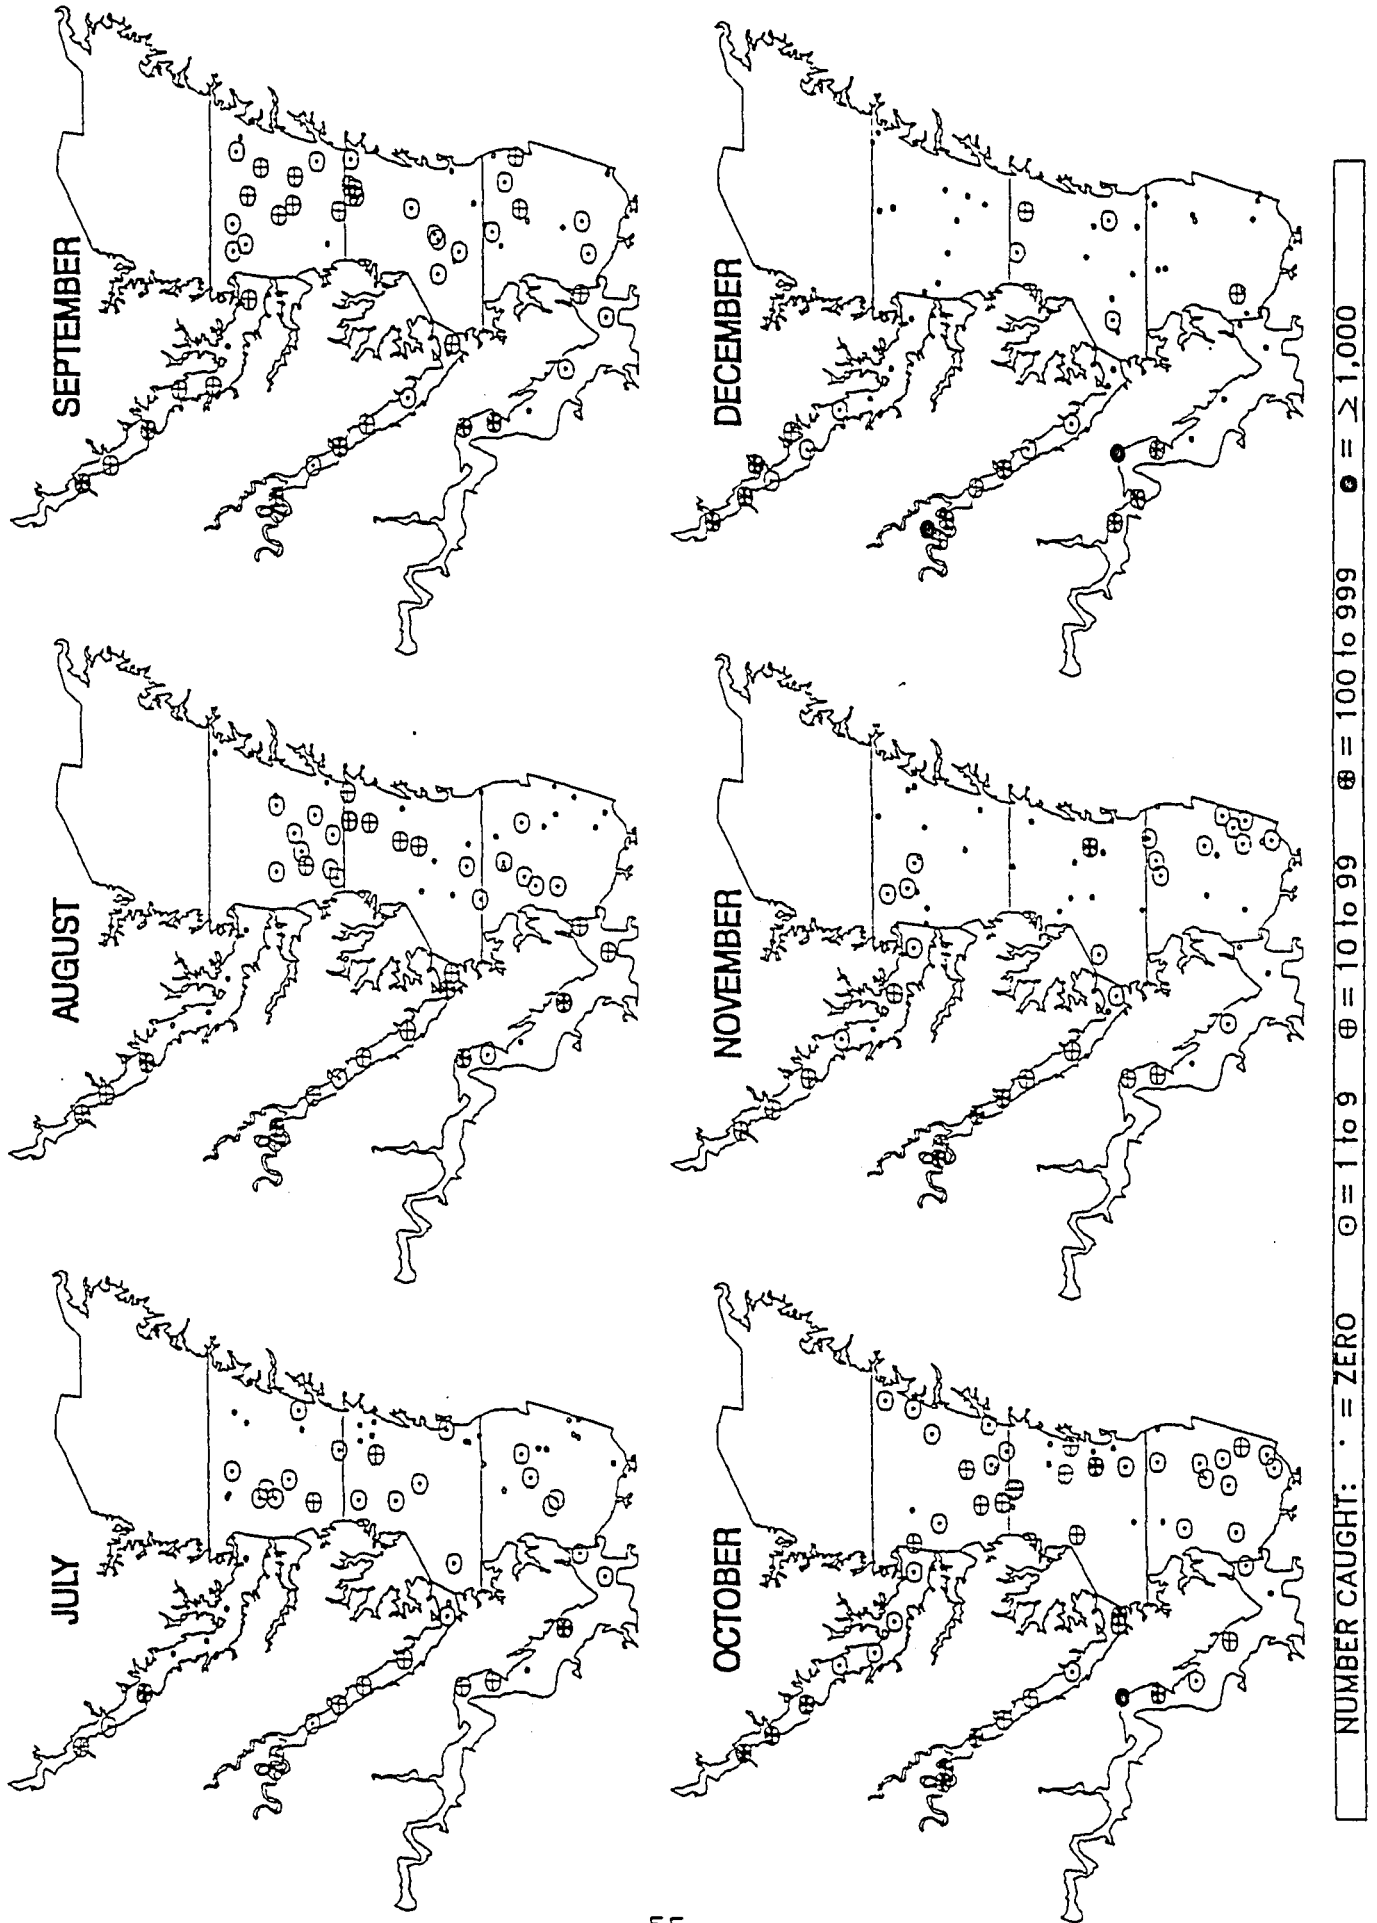 JULY
AUGUST
SEPTEMBER
OCTOBER
NOVEMBER
DECEMBER
NUMBER CAUGHT: · = ZERO ⊙ = 1 to 9 ⊕ = 10 to 99 ⊛ = 100 to 999 ● = ≥ 1,000
55